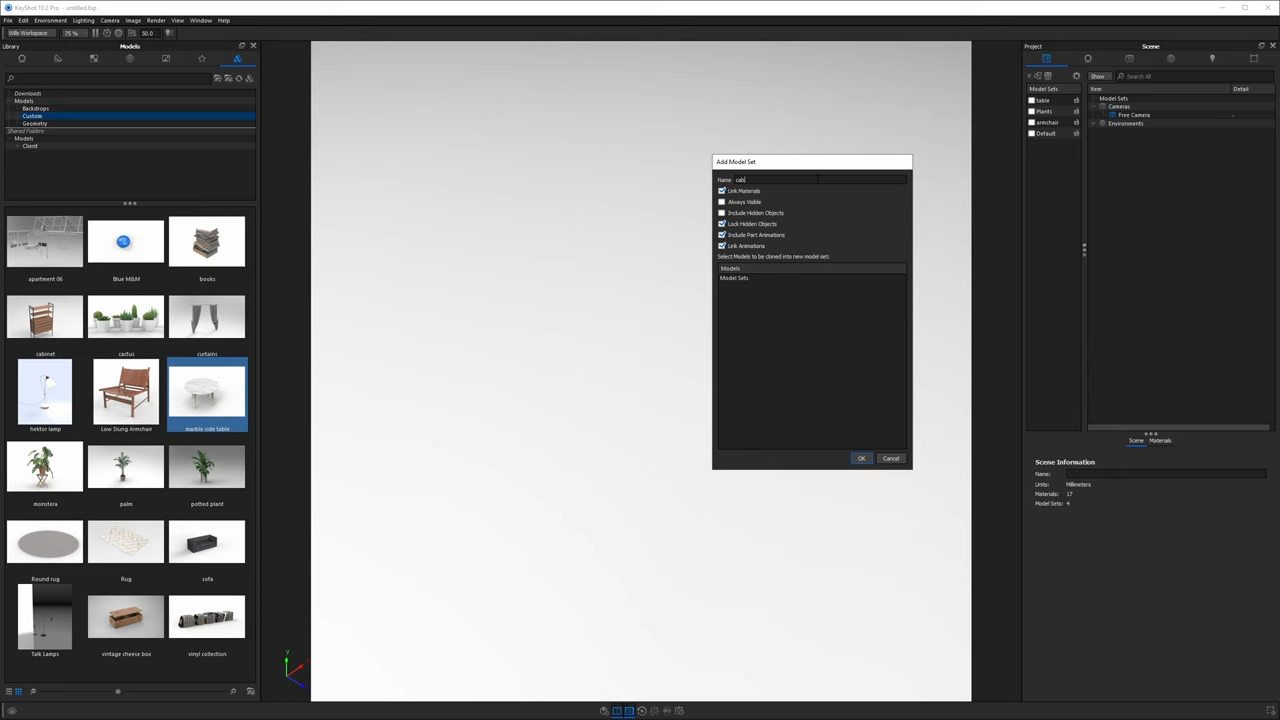 KeyShot 10.2 Pro - untitled.bip
File Edit Environment Lighting Camera Image Render View Window Help
Wills Workspace 75 % 50.0
Library Models
Downloads
Models
Backdrops
Custom
Geometry
Shared Folders
Models
Client
apartment 06 Blue M&M books
cabinet cactus curtains
hektor lamp Low Slung Armchair marble side table
monstera palm potted plant
Round rug Rug sofa
Talk Lamps vintage cheese box vinyl collection
y
Add Model Set
Name cab
Link Materials
Always Visible
Include Hidden Objects
Lock Hidden Objects
Include Part Animations
Link Animations
Select Models to be cloned into new model set:
Models
Model Sets
OK Cancel
Project Scene
Show Search All
Model Sets Item Detail
table
Plants
armchair
Default
Model Sets
Cameras
Free Camera -
Environments
Scene Materials
Scene Information
Name:
Units: Millimeters
Materials: 17
Model Sets: 4